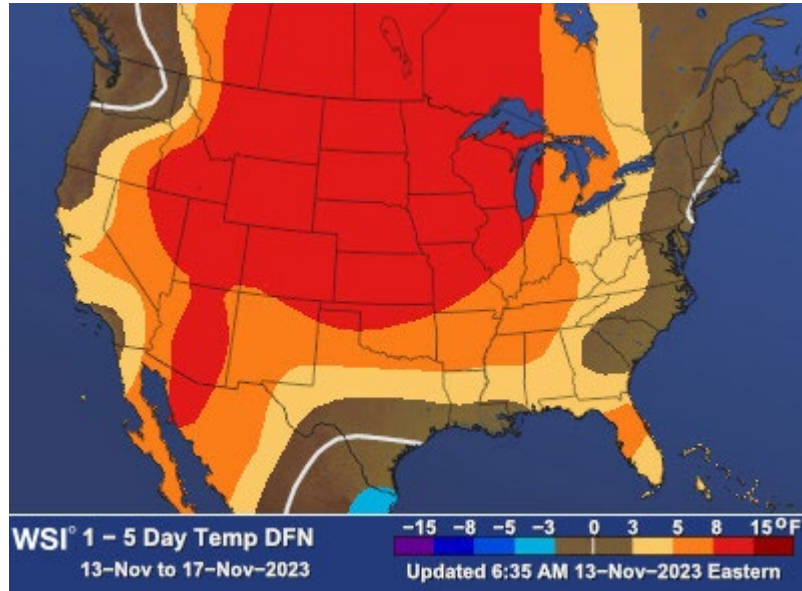 WSI° 1 – 5 Day Temp DFN
13–Nov to 17–Nov–2023
−15 −8 −5 −3 0 3 5 8 15 °F
Updated 6:35 AM 13–Nov–2023 Eastern